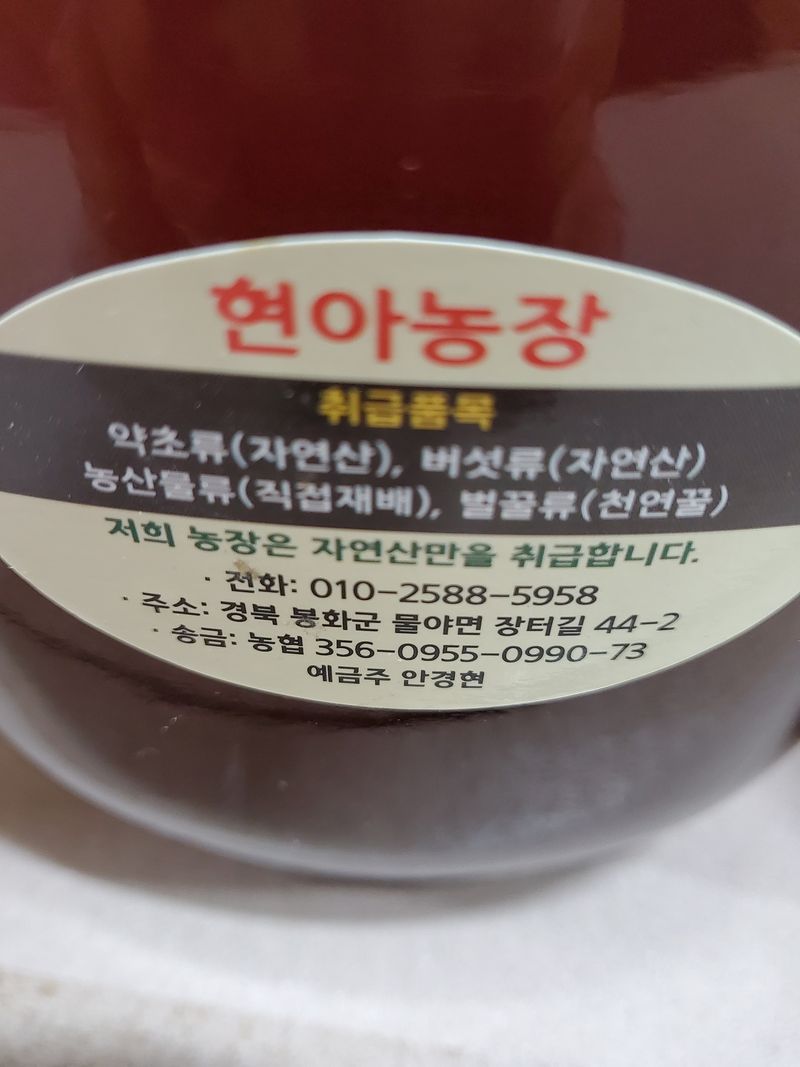 현아농장
취급품목
약초류(자연산), 버섯류(자연산)
농산물류(직접재배), 벌꿀류(천연꿀)
저희 농장은 자연산만을 취급합니다.
· 전화: 010-2588-5958
· 주소: 경북 봉화군 물야면 장터길 44-2
· 송금: 농협 356-0955-0990-73
예금주 안경현